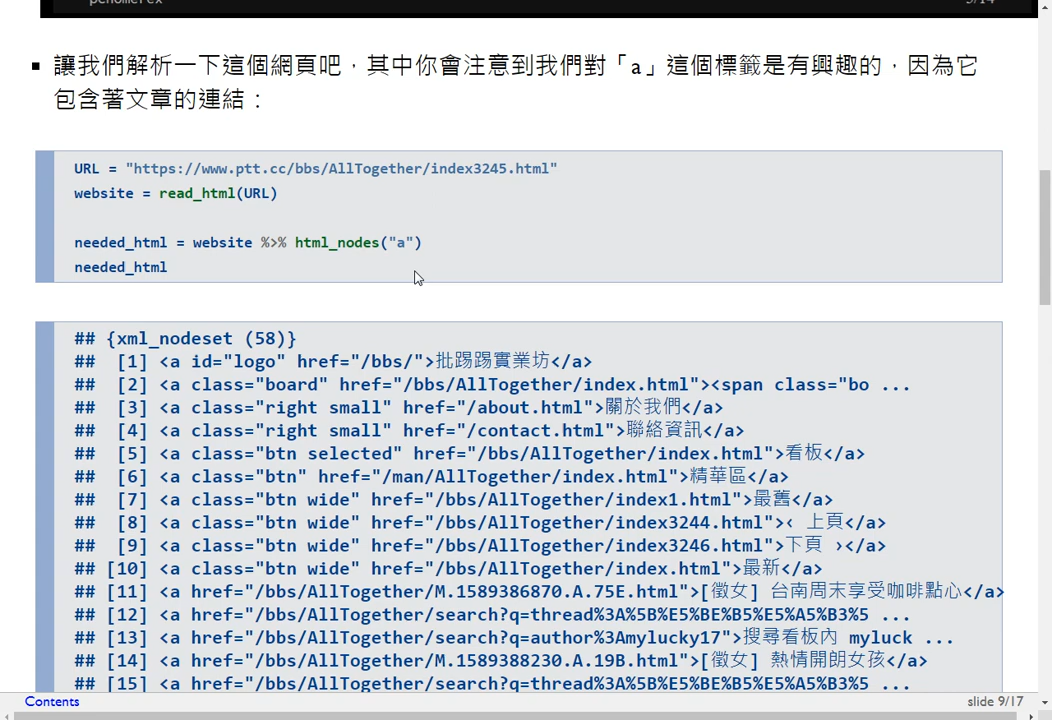 讓我們解析一下這個網頁吧，其中你會注意到我們對「a」這個標籤是有興趣的，因為它
包含著文章的連結：
URL = "https://www.ptt.cc/bbs/AllTogether/index3245.html"
website = read_html(URL)
needed_html = website %>% html_nodes("a")
needed_html
## {xml_nodeset (58)}
##  [1] <a id="logo" href="/bbs/">批踢踢實業坊</a>
##  [2] <a class="board" href="/bbs/AllTogether/index.html"><span class="bo ...
##  [3] <a class="right small" href="/about.html">關於我們</a>
##  [4] <a class="right small" href="/contact.html">聯絡資訊</a>
##  [5] <a class="btn selected" href="/bbs/AllTogether/index.html">看板</a>
##  [6] <a class="btn" href="/man/AllTogether/index.html">精華區</a>
##  [7] <a class="btn wide" href="/bbs/AllTogether/index1.html">最舊</a>
##  [8] <a class="btn wide" href="/bbs/AllTogether/index3244.html">‹ 上頁</a>
##  [9] <a class="btn wide" href="/bbs/AllTogether/index3246.html">下頁 ›</a>
## [10] <a class="btn wide" href="/bbs/AllTogether/index.html">最新</a>
## [11] <a href="/bbs/AllTogether/M.1589386870.A.75E.html">[徵女] 台南周末享受咖啡點心</a>
## [12] <a href="/bbs/AllTogether/search?q=thread%3A%5B%E5%BE%B5%E5%A5%B3%5 ...
## [13] <a href="/bbs/AllTogether/search?q=author%3Amylucky17">搜尋看板內 myluck ...
## [14] <a href="/bbs/AllTogether/M.1589388230.A.19B.html">[徵女] 熱情開朗女孩</a>
## [15] <a href="/bbs/AllTogether/search?q=thread%3A%5B%E5%BE%B5%E5%A5%B3%5 ...
Contents
slide 9/17